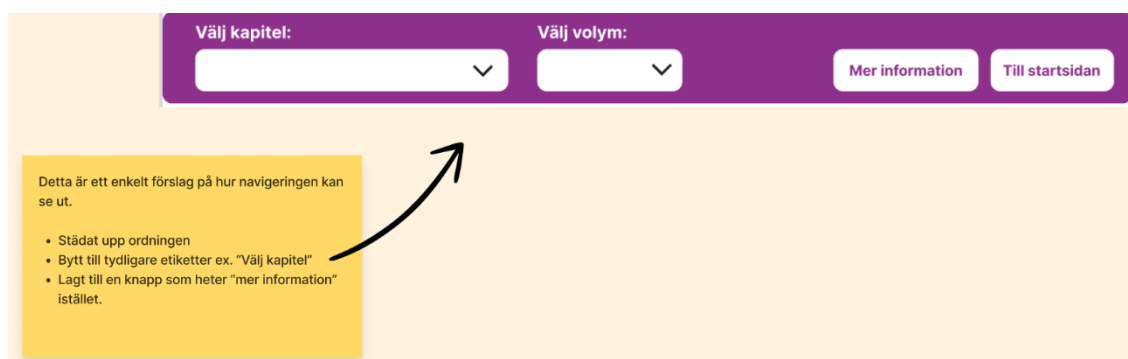 Välj kapitel:
Välj volym:
Mer information
Till startsidan
Detta är ett enkelt förslag på hur navigeringen kan
se ut.
• Städat upp ordningen
• Bytt till tydligare etiketter ex. "Välj kapitel"
• Lagt till en knapp som heter "mer information"
istället.